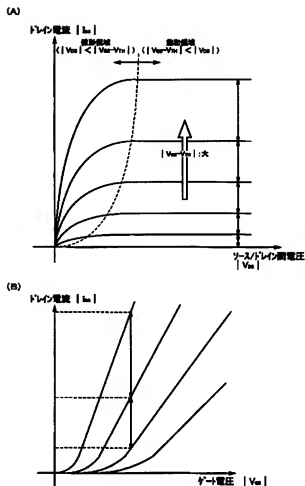 (A)
ドレイン電流 | IDS |
線形領域 飽和領域
( | VDS | < | VGS−VTH | ) ( | VGS−VTH | < | VDS | )
| VGS−VTH | : 大
ソース/ドレイン間電圧
| VDS |
(B)
ドレイン電流 | IDS |
ゲート電圧 | VGS |